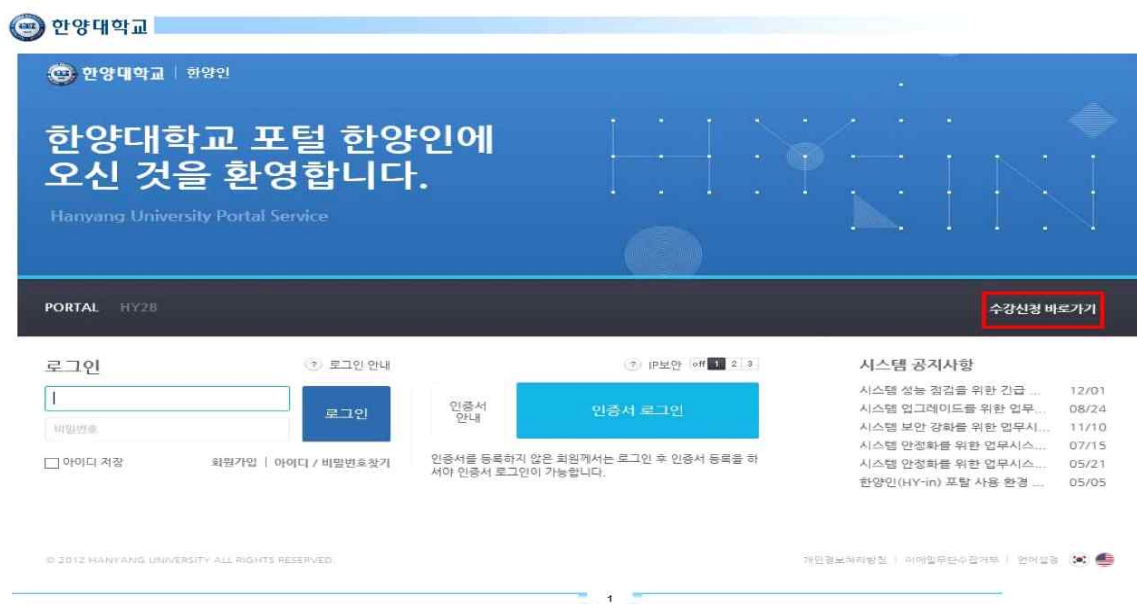 한양대학교
한양대학교 | 한양인
한양대학교 포털 한양인에
오신 것을 환영합니다.
Hanyang University Portal Service
PORTAL HY2B
수강신청 바로가기
로그인
? 로그인 안내
로그인
비밀번호
아이디 저장
회원가입 | 아이디 / 비밀번호찾기
? IP보안 off 1 2 3
인증서
안내
인증서 로그인
인증서를 등록하지 않은 회원께서는 로그인 후 인증서 등록을 하
셔야 인증서 로그인이 가능합니다.
시스템 공지사항
시스템 성능 점검을 위한 긴급 ... 12/01
시스템 업그레이드를 위한 업무... 08/24
시스템 보안 강화를 위한 업무시... 11/10
시스템 안정화를 위한 업무시스... 07/15
시스템 안정화를 위한 업무시스... 05/21
한양인(HY-in) 포탈 사용 환경 ... 05/05
© 2012 HANYANG UNIVERSITY ALL RIGHTS RESERVED.
개인정보처리방침 | 이메일무단수집거부 | 언어설정
1